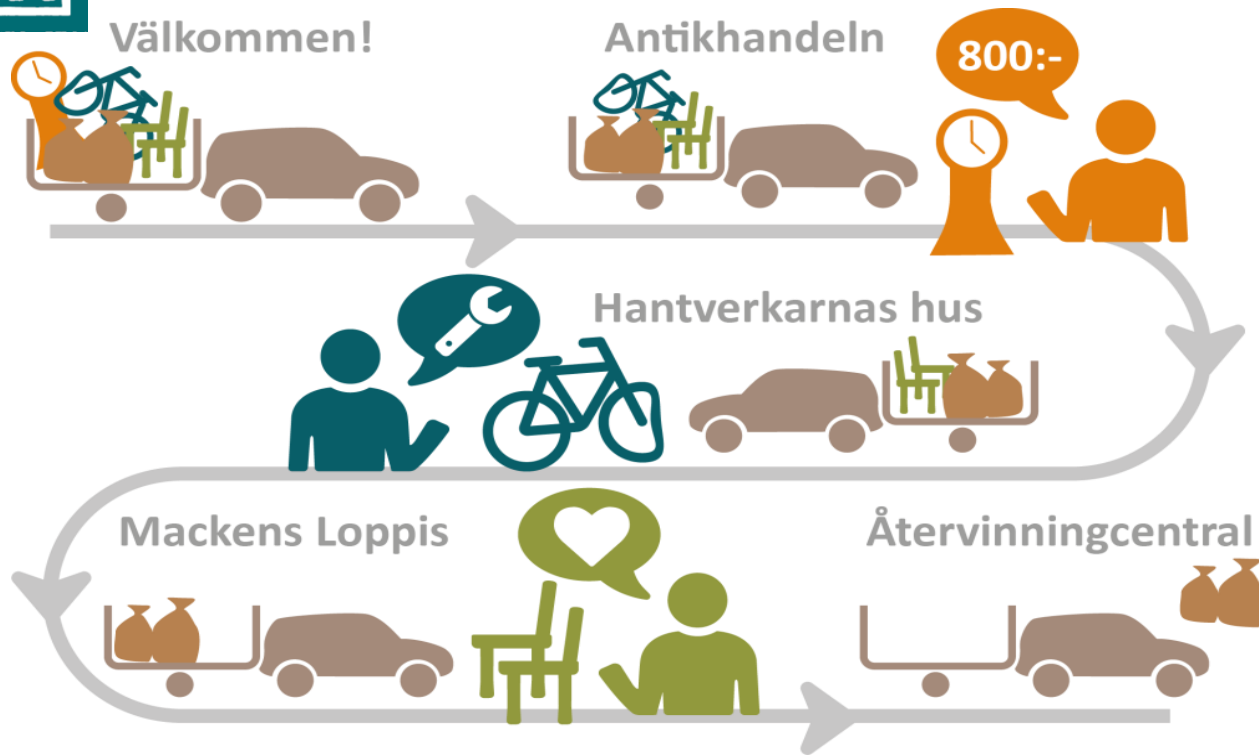 Välkommen!
Antikhandeln
800:-
Hantverkarnas hus
Mackens Loppis
Återvinningcentral